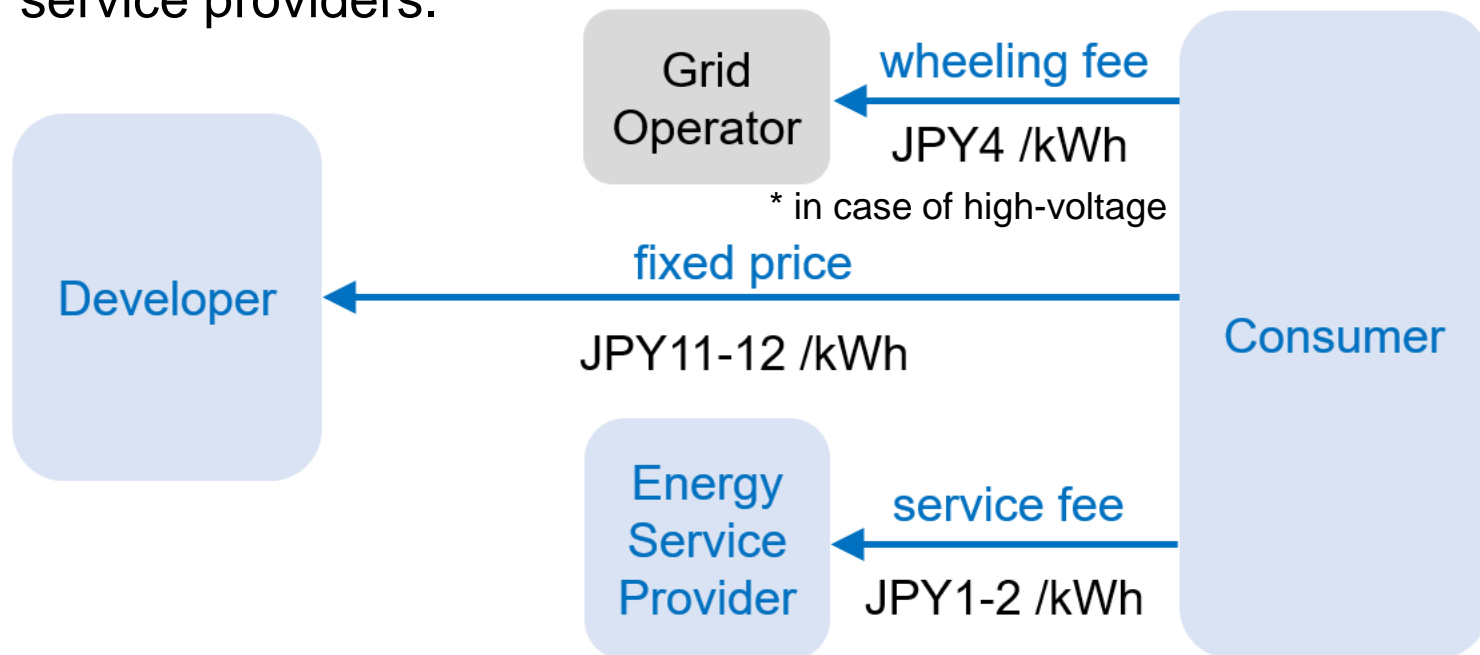 service providers.
Grid
Operator
wheeling fee
JPY4 /kWh
* in case of high-voltage
Developer
fixed price
JPY11-12 /kWh
Consumer
Energy
Service
Provider
service fee
JPY1-2 /kWh